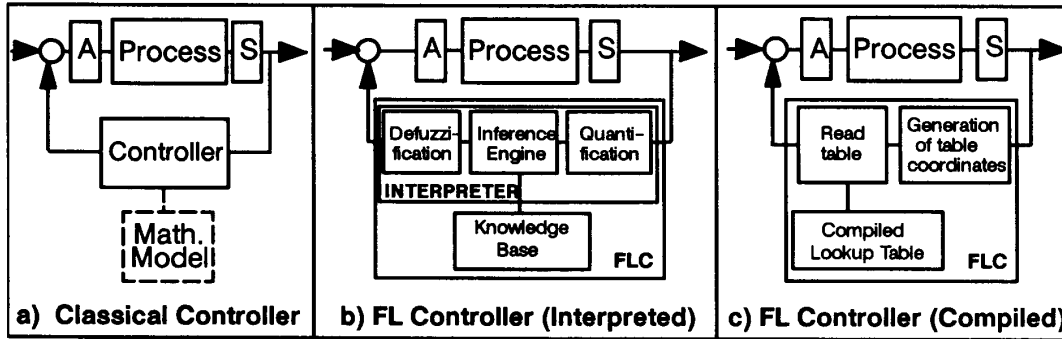 A
Process
S
Controller
Math.
Model
a) Classical Controller
A
Process
S
Defuzzi-
fication
Inference
Engine
Quanti-
fication
INTERPRETER
Knowledge
Base
FLC
b) FL Controller (Interpreted)
A
Process
S
Read
table
Generation
of table
coordinates
Compiled
Lookup Table
FLC
c) FL Controller (Compiled)